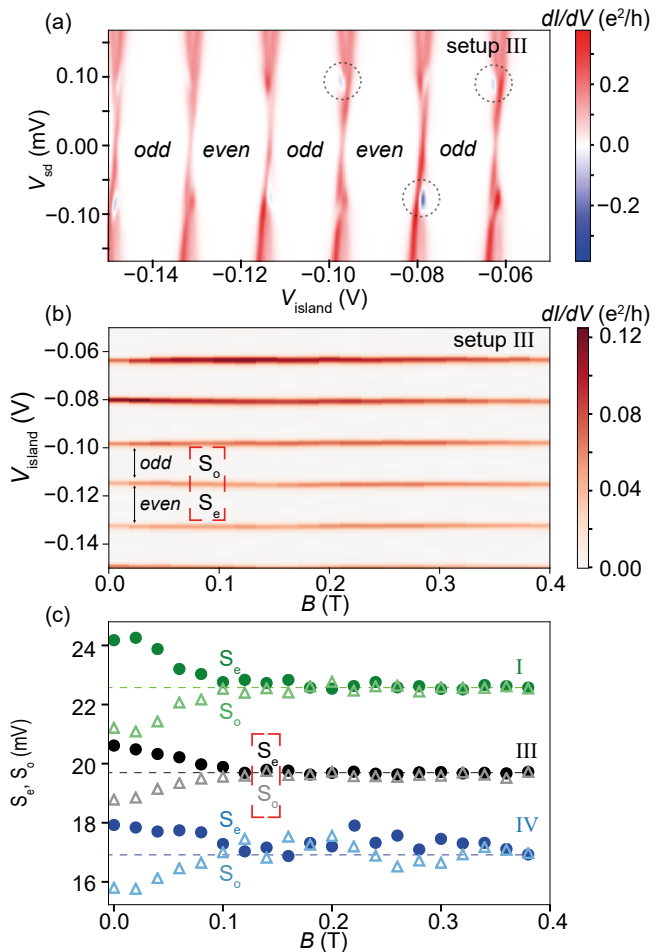 (a)
dI/dV (e²/h)
setup III
0.10
0.00
−0.10
V_sd (mV)
odd even odd even odd
0.2
0.0
−0.2
−0.14 −0.12 −0.10 −0.08 −0.06
V_island (V)
(b)
dI/dV (e²/h)
setup III
−0.06
−0.08
−0.10
−0.12
−0.14
V_island (V)
odd S_o
even S_e
0.12
0.08
0.04
0.00
0.0 0.1 0.2 0.3 0.4
B (T)
(c)
24
22
20
18
16
S_e, S_o (mV)
S_e I
S_o
S_e III
S_o
S_e IV
S_o
0.0 0.1 0.2 0.3 0.4
B (T)